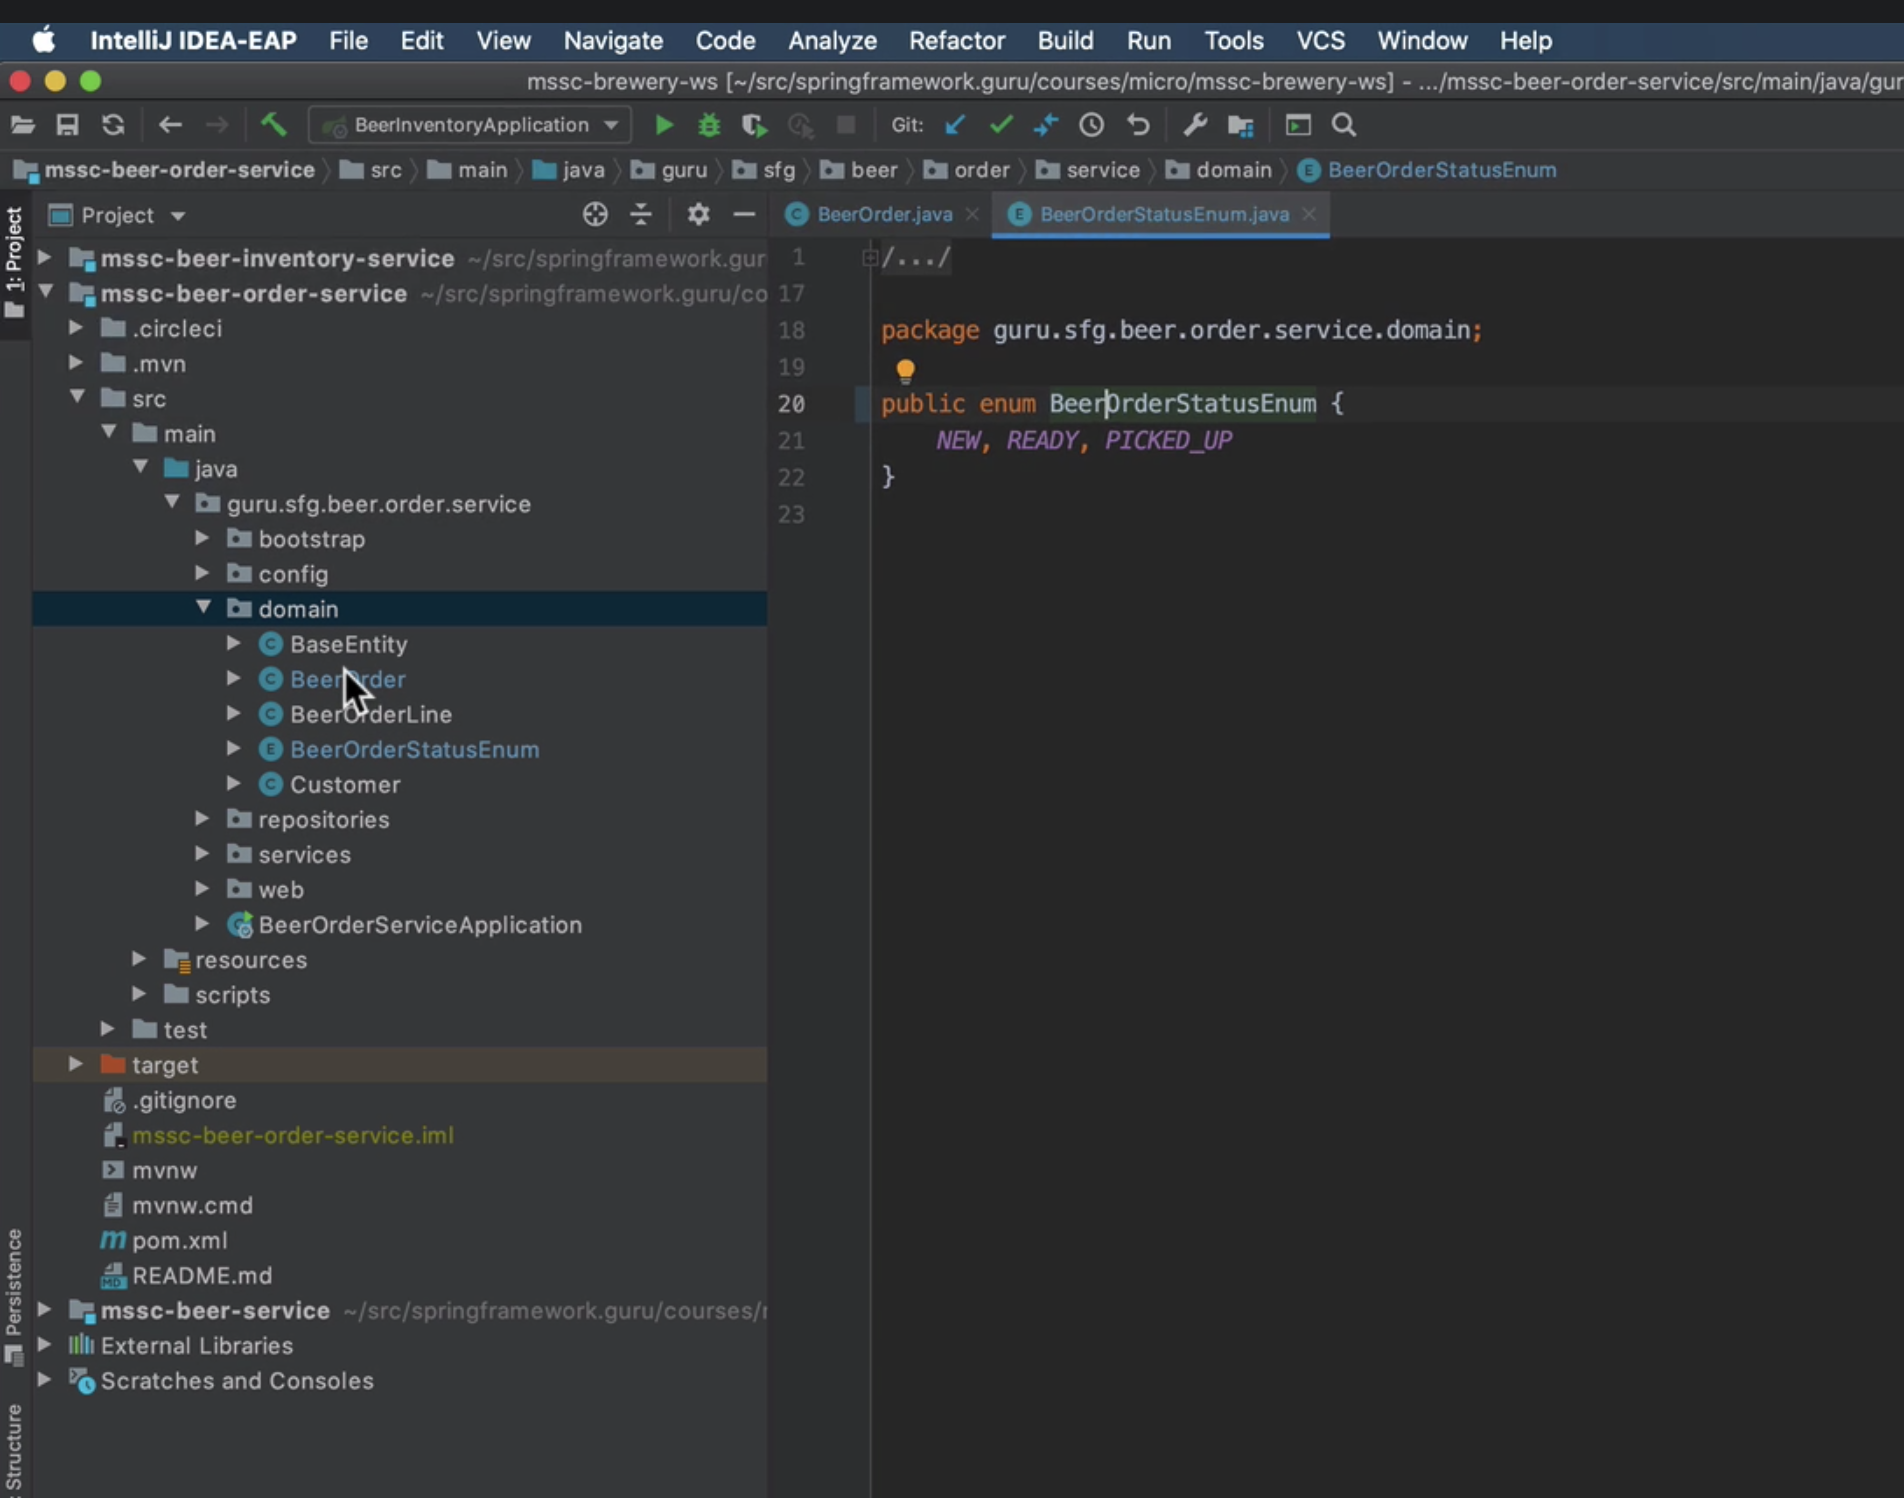 IntelliJ IDEA-EAP File Edit View Navigate Code Analyze Refactor Build Run Tools VCS Window Help
mssc-brewery-ws [~/src/springframework.guru/courses/micro/mssc-brewery-ws] - .../mssc-beer-order-service/src/main/java/gur
BeerInventoryApplication Git:
mssc-beer-order-service src main java guru sfg beer order service domain BeerOrderStatusEnum
1: Project
Project
mssc-beer-inventory-service ~/src/springframework.gur
mssc-beer-order-service ~/src/springframework.guru/co
.circleci
.mvn
src
main
java
guru.sfg.beer.order.service
bootstrap
config
domain
BaseEntity
BeerOrder
BeerOrderLine
BeerOrderStatusEnum
Customer
repositories
services
web
BeerOrderServiceApplication
resources
scripts
test
target
.gitignore
mssc-beer-order-service.iml
mvnw
mvnw.cmd
m pom.xml
MD README.md
mssc-beer-service ~/src/springframework.guru/courses/
External Libraries
Scratches and Consoles
Persistence
Structure
BeerOrder.java BeerOrderStatusEnum.java
1 /.../
17
18 package guru.sfg.beer.order.service.domain;
19
20 public enum BeerOrderStatusEnum {
21 NEW, READY, PICKED_UP
22 }
23